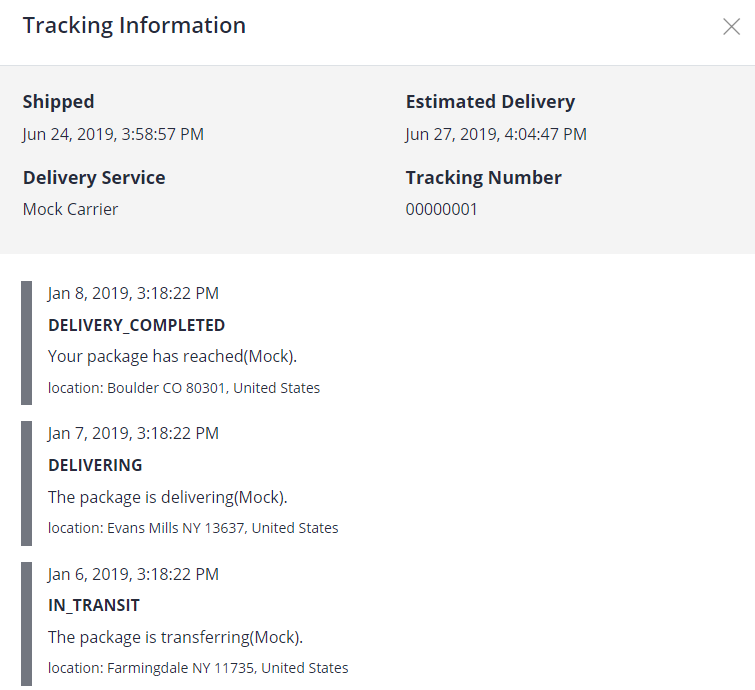 Tracking Information
Shipped
Jun 24, 2019, 3:58:57 PM
Estimated Delivery
Jun 27, 2019, 4:04:47 PM
Delivery Service
Mock Carrier
Tracking Number
00000001
Jan 8, 2019, 3:18:22 PM
DELIVERY_COMPLETED
Your package has reached(Mock).
location: Boulder CO 80301, United States
Jan 7, 2019, 3:18:22 PM
DELIVERING
The package is delivering(Mock).
location: Evans Mills NY 13637, United States
Jan 6, 2019, 3:18:22 PM
IN_TRANSIT
The package is transferring(Mock).
location: Farmingdale NY 11735, United States